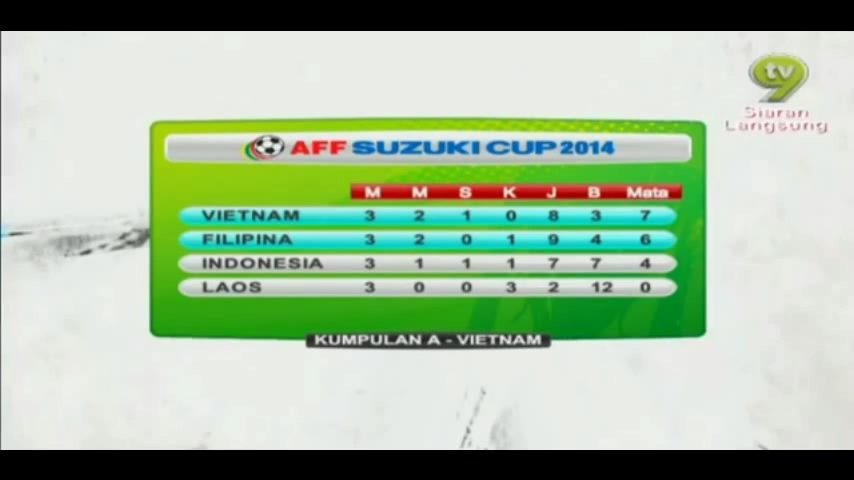 tv9
Siaran
Langsung
AFF SUZUKI CUP 2014
M M S K J B Mata
VIETNAM 3 2 1 0 8 3 7
FILIPINA 3 2 0 1 9 4 6
INDONESIA 3 1 1 1 7 7 4
LAOS 3 0 0 3 2 12 0
KUMPULAN A - VIETNAM